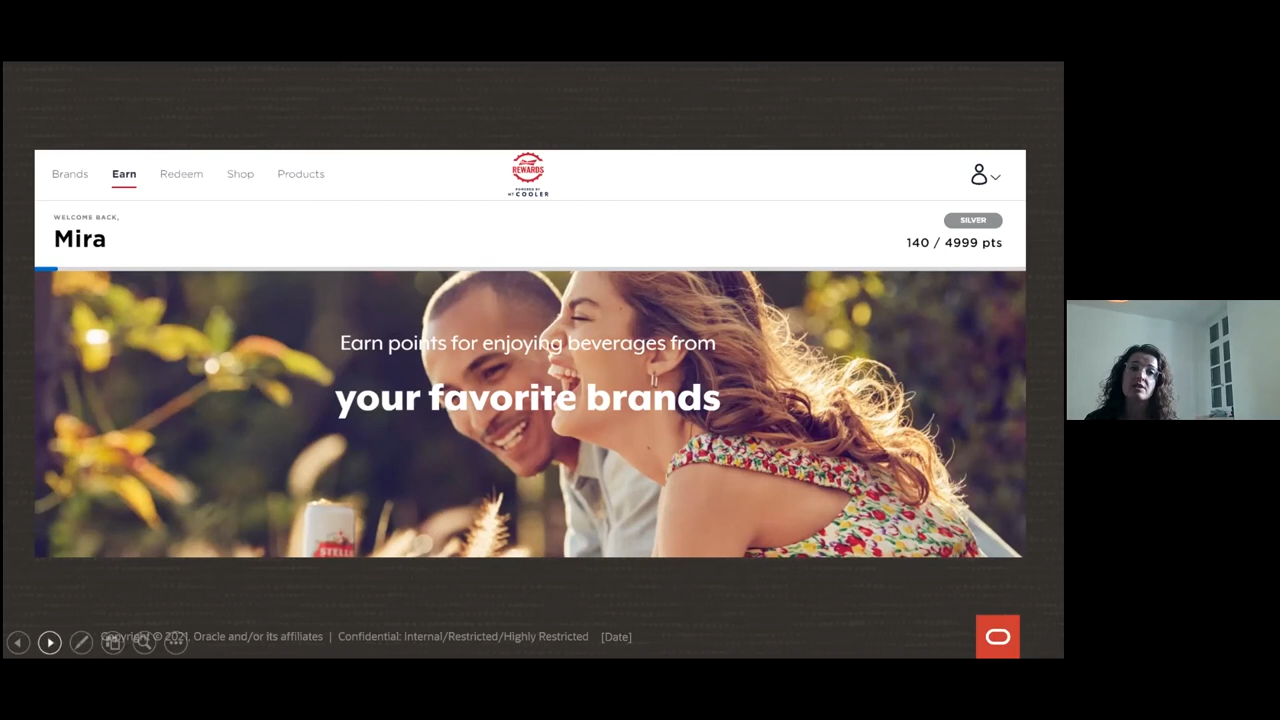 Brands Earn Redeem Shop Products
REWARDS
POWERED BY
MY COOLER
WELCOME BACK,
Mira
SILVER
140 / 4999 pts
Earn points for enjoying beverages from
your favorite brands
STELL
Copyright © 2021, Oracle and/or its affiliates | Confidential: Internal/Restricted/Highly Restricted [Date]